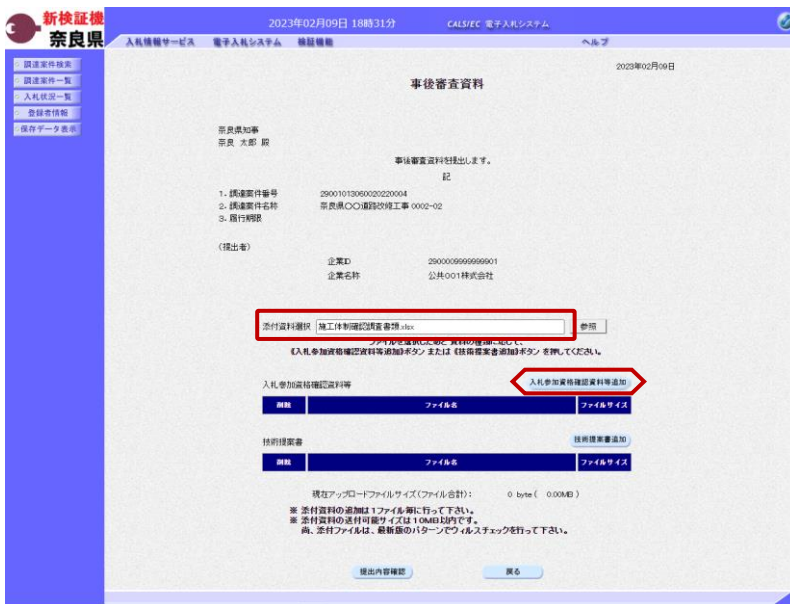 新検証機
奈良県
2023年02月09日 18時31分
CALS/EC 電子入札システム
入札情報サービス 電子入札システム 検証機能 ヘルプ
調達案件検索
調達案件一覧
入札状況一覧
登録者情報
保存データ表示
2023年02月09日
事後審査資料
奈良県知事
奈良 太郎 殿
事後審査資料を提出します。
記
1. 調達案件番号 29001013060020220004
2. 調達案件名称 奈良県〇〇道路改修工事 0002-02
3. 履行期限
(提出者)
企業ID 2900009999999901
企業名称 公共001株式会社
添付資料選択 施工体制確認調査書類.xlsx 参照
ファイルを選択したあと 資料の種類に応じて、
《入札参加資格確認資料等追加》ボタン または 《技術提案書追加》ボタン を押してください。
入札参加資格確認資料等 入札参加資格確認資料等追加
削除 ファイル名 ファイルサイズ
技術提案書 技術提案書追加
削除 ファイル名 ファイルサイズ
現在アップロードファイルサイズ(ファイル合計): 0 byte ( 0.00MB )
※ 添付資料の追加は1ファイル毎に行って下さい。
※ 添付資料の送付可能サイズは10MB以内です。
尚、添付ファイルは、最新版のパターンでウィルスチェックを行って下さい。
提出内容確認 戻る